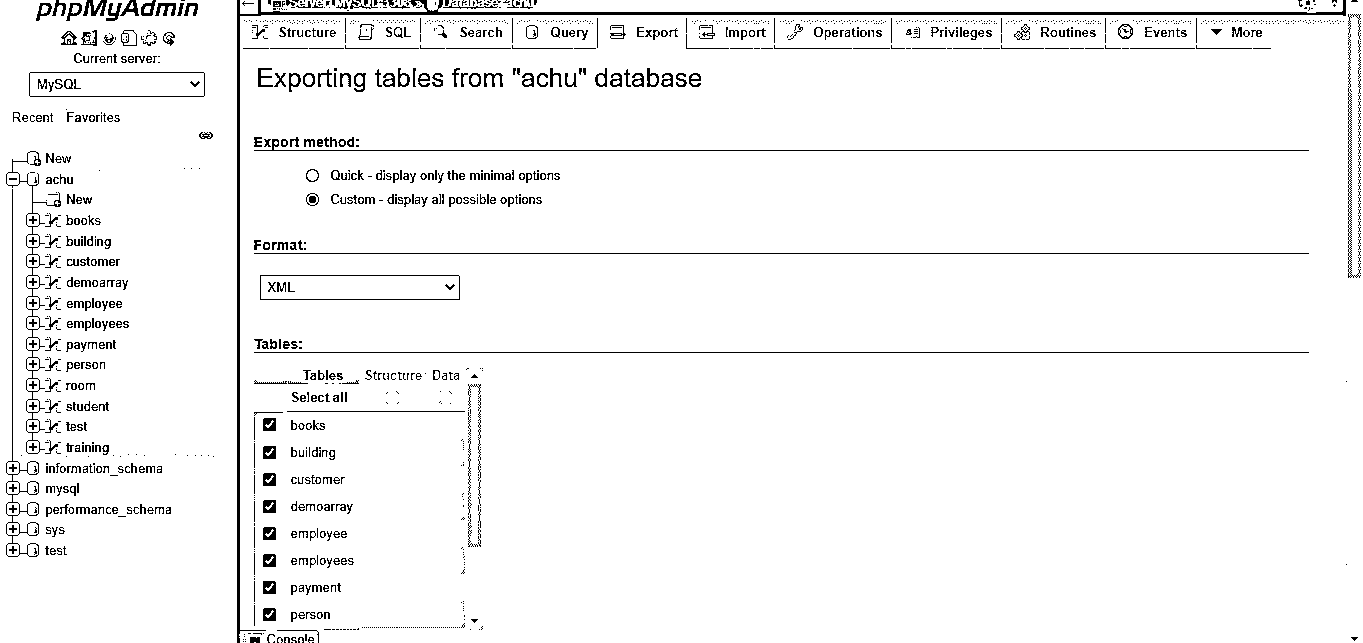 phpMyAdmin
Current server:
MySQL
Recent Favorites
New
achu
New
books
building
customer
demoarray
employee
employees
payment
person
room
student
test
training
information_schema
mysql
performance_schema
sys
test
Database: achu
Structure SQL Search Query Export Import Operations Privileges Routines Events More
Exporting tables from "achu" database
Export method:
Quick - display only the minimal options
Custom - display all possible options
Format:
XML
Tables:
Tables Structure Data
Select all
books
building
customer
demoarray
employee
employees
payment
person
Console